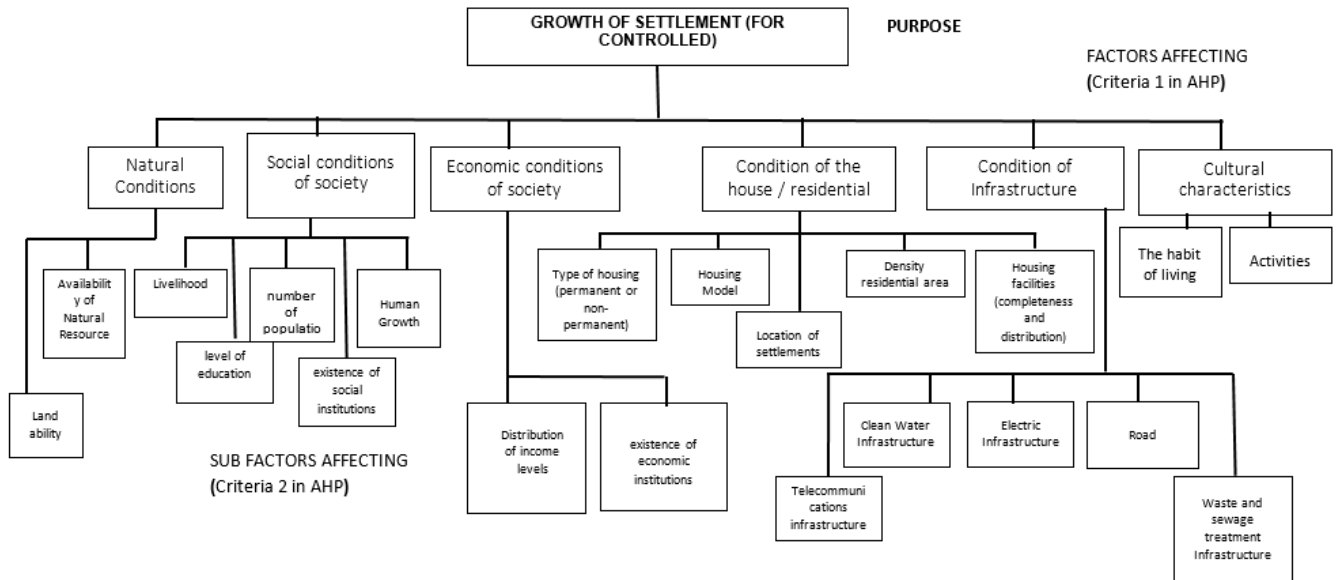 GROWTH OF SETTLEMENT (FOR
CONTROLLED)
PURPOSE
FACTORS AFFECTING
(Criteria 1 in AHP)
Natural
Conditions
Social conditions
of society
Economic conditions
of society
Condition of the
house / residential
Condition of
Infrastructure
Cultural
characteristics
Land
ability
Availabilit
y of
Natural
Resource
Livelihood
level of
education
number
of
populatio
existence of
social
institutions
Human
Growth
Distribution
of income
levels
existence of
economic
institutions
Type of housing
(permanent or
non-
permanent)
Housing
Model
Location of
settlements
Density
residential area
Housing
facilities
(completeness
and
distribution)
Telecommuni
cations
infrastructure
Clean Water
Infrastructure
Electric
Infrastructure
Road
Waste and
sewage
treatment
Infrastructure
The habit
of living
Activities
SUB FACTORS AFFECTING
(Criteria 2 in AHP)